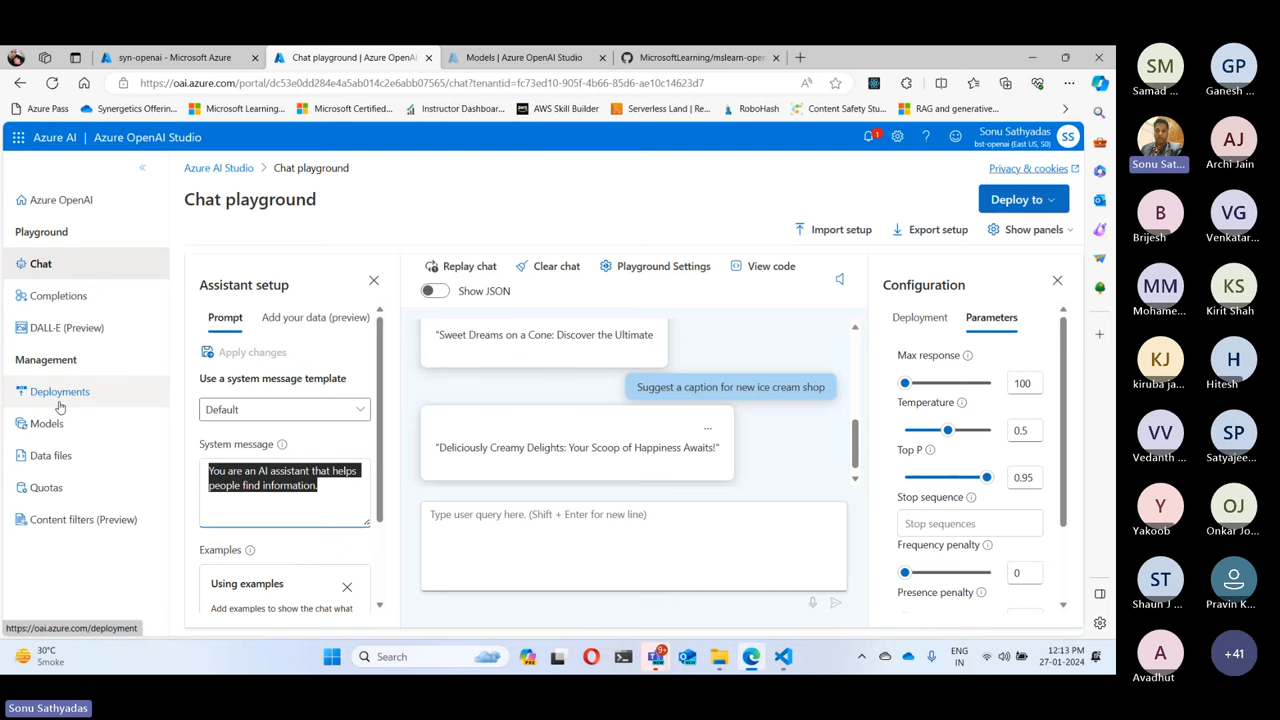 syn-openai - Microsoft Azure
Chat playground | Azure OpenAI
Models | Azure OpenAI Studio
MicrosoftLearning/mslearn-open
https://oai.azure.com/portal/dc53e0dd284e4a5ab014c2e6abb07565/chat?tenantid=fc73ed10-905f-4b66-85d6-ae10c14623d7
Azure Pass
Synergetics Offering...
Microsoft Learning...
Microsoft Certified...
Instructor Dashboar...
AWS Skill Builder
Serverless Land | Re...
RoboHash
Content Safety Stu...
RAG and generative...
Azure AI | Azure OpenAI Studio
1
Sonu Sathyadas
bst-openai (East US, S0)
SS
Azure OpenAI
Playground
Chat
Completions
DALL·E (Preview)
Management
Deployments
Models
Data files
Quotas
Content filters (Preview)
https://oai.azure.com/deployment
Azure AI Studio > Chat playground
Privacy & cookies
Chat playground
Deploy to
Import setup
Export setup
Show panels
Assistant setup
Prompt
Add your data (preview)
Apply changes
Use a system message template
Default
System message
You are an AI assistant that helps
people find information.
Examples
Using examples
Add examples to show the chat what
Replay chat
Clear chat
Playground Settings
View code
Show JSON
"Sweet Dreams on a Cone: Discover the Ultimate
Suggest a caption for new ice cream shop
...
"Deliciously Creamy Delights: Your Scoop of Happiness Awaits!"
Type user query here. (Shift + Enter for new line)
Configuration
Deployment
Parameters
Max response
100
Temperature
0.5
Top P
0.95
Stop sequence
Stop sequences
Frequency penalty
0
Presence penalty
30°C
Smoke
Search
PRE
9+
ENG
IN
12:13 PM
27-01-2024
Sonu Sathyadas
SM
Samad ...
GP
Ganesh ...
Sonu Sat...
AJ
Archi Jain
B
Brijesh
VG
Venkatar...
MM
Mohame...
KS
Kirit Shah
KJ
kiruba ja...
H
Hitesh
VV
Vedanth ...
SP
Satyajee...
Y
Yakoob
OJ
Onkar Jo...
ST
Shaun J ...
Pravin K...
A
Avadhut
+41